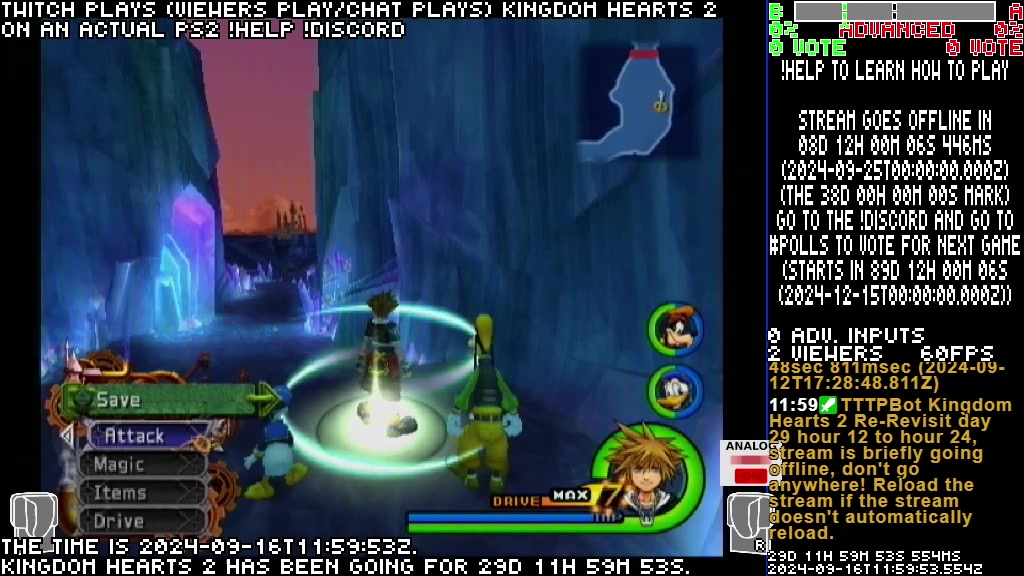 TWITCH PLAYS (VIEWERS PLAY/CHAT PLAYS) KINGDOM HEARTS 2
ON AN ACTUAL PS2 !HELP !DISCORD
B
A
0%
ADVANCED
0%
0 VOTE
0 VOTE
!HELP TO LEARN HOW TO PLAY
STREAM GOES OFFLINE IN
08D 12H 00M 06S 446MS
(2024-09-25T00:00:00.000Z)
(THE 38D 00H 00M 00S MARK)
GO TO THE !DISCORD AND GO TO
#POLLS TO VOTE FOR NEXT GAME
(STARTS IN 89D 12H 00M 06S
(2024-12-15T00:00:00.000Z))
0 ADV. INPUTS
2 VIEWERS 60FPS
48sec 811msec (2024-09-
12T17:28:48.811Z)
11:59 TTTPBot Kingdom
Hearts 2 Re-Revisit day
29 hour 12 to hour 24,
stream is briefly going
offline, don't go
anywhere! Reload the
stream if the stream
doesn't automatically
reload.
29D 11H 59M 53S 554MS
2024-09-16T11:59:53.554Z
Save
Attack
Magic
Items
Drive
DRIVE MAX 7
ANALOG
R
THE TIME IS 2024-09-16T11:59:53Z.
KINGDOM HEARTS 2 HAS BEEN GOING FOR 29D 11H 59M 53S.